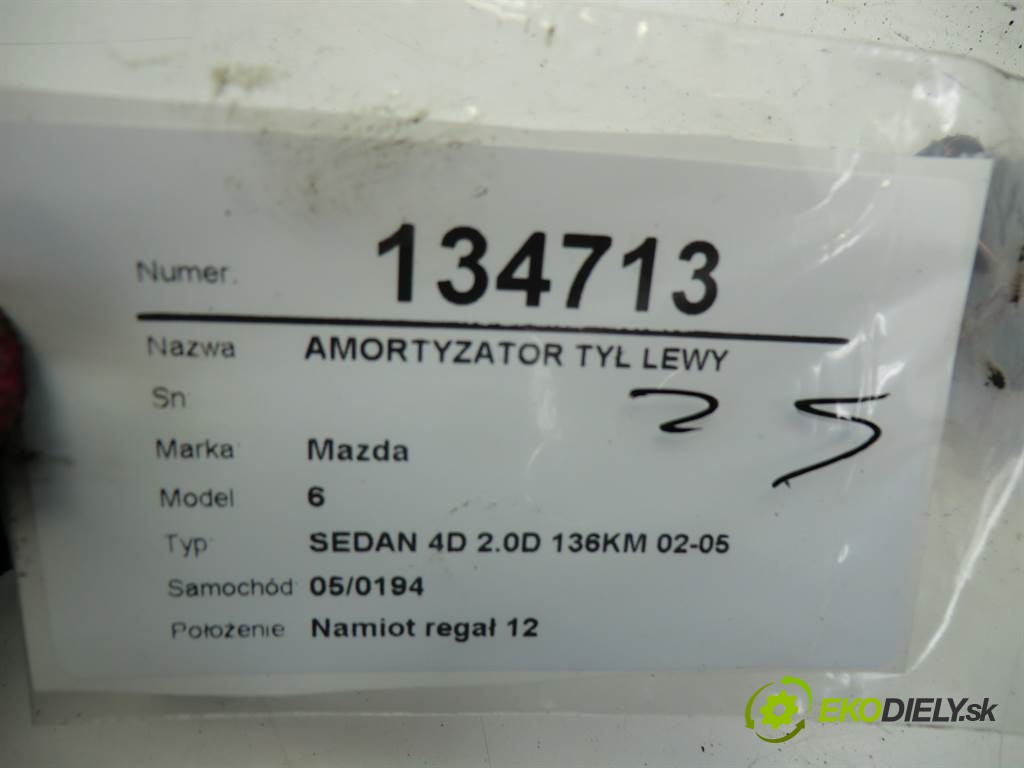 Numer. 134713
Nazwa AMORTYZATOR TYŁ LEWY
Sn
25
Marka Mazda
Model 6
Typ SEDAN 4D 2.0D 136KM 02-05
Samochód 05/0194
Położenie Namiot regał 12
EKODIELY.sk